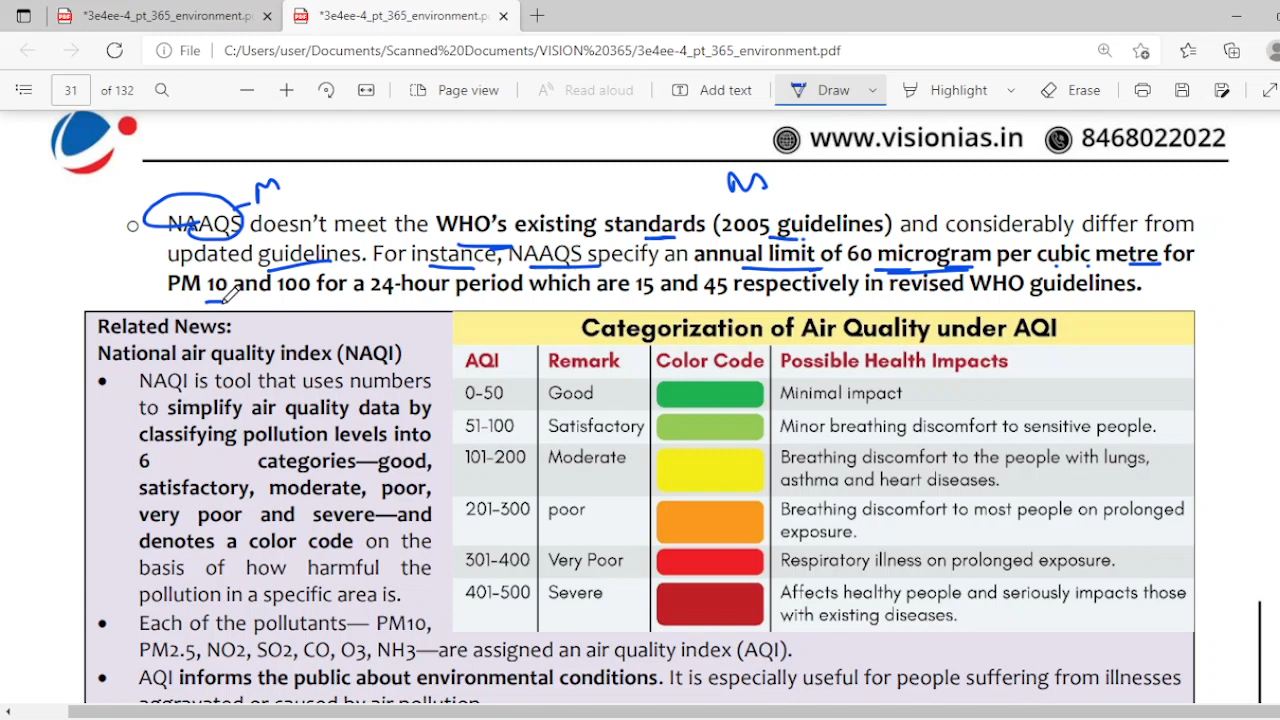 *3e4ee-4_pt_365_environment.p
*3e4ee-4_pt_365_environment.p
File
C:/Users/user/Documents/Scanned%20Documents/VISION%20365/3e4ee-4_pt_365_environment.pdf
31 of 132
Page view
Read aloud
Add text
Draw
Highlight
Erase
www.visionias.in 8468022022
M
NAAQS doesn't meet the WHO's existing standards (2005 guidelines) and considerably differ from
updated guidelines. For instance, NAAQS specify an annual limit of 60 microgram per cubic metre for
PM 10 and 100 for a 24-hour period which are 15 and 45 respectively in revised WHO guidelines.
Related News:
National air quality index (NAQI)
• NAQI is tool that uses numbers
to simplify air quality data by
classifying pollution levels into
6 categories—good,
satisfactory, moderate, poor,
very poor and severe—and
denotes a color code on the
basis of how harmful the
pollution in a specific area is.
Categorization of Air Quality under AQI
AQI Remark Color Code Possible Health Impacts
0-50 Good Minimal impact
51-100 Satisfactory Minor breathing discomfort to sensitive people.
101-200 Moderate Breathing discomfort to the people with lungs,
asthma and heart diseases.
201-300 poor Breathing discomfort to most people on prolonged
exposure.
301-400 Very Poor Respiratory illness on prolonged exposure.
401-500 Severe Affects healthy people and seriously impacts those
with existing diseases.
• Each of the pollutants— PM10,
PM2.5, NO2, SO2, CO, O3, NH3—are assigned an air quality index (AQI).
• AQI informs the public about environmental conditions. It is especially useful for people suffering from illnesses
aggravated or caused by air pollution.